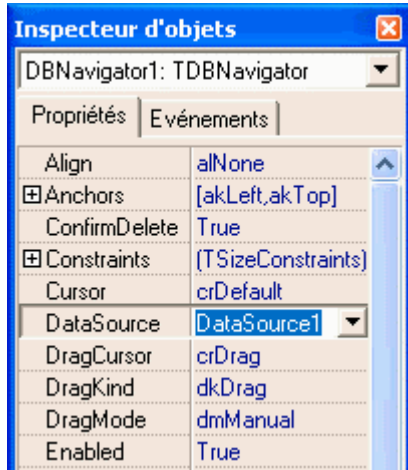 Inspecteur d'objets
DBNavigator1: TDBNavigator
Propriétés Evénements
Align alNone
Anchors [akLeft,akTop]
ConfirmDelete True
Constraints (TSizeConstraints)
Cursor crDefault
DataSource DataSource1
DragCursor crDrag
DragKind dkDrag
DragMode dmManual
Enabled True